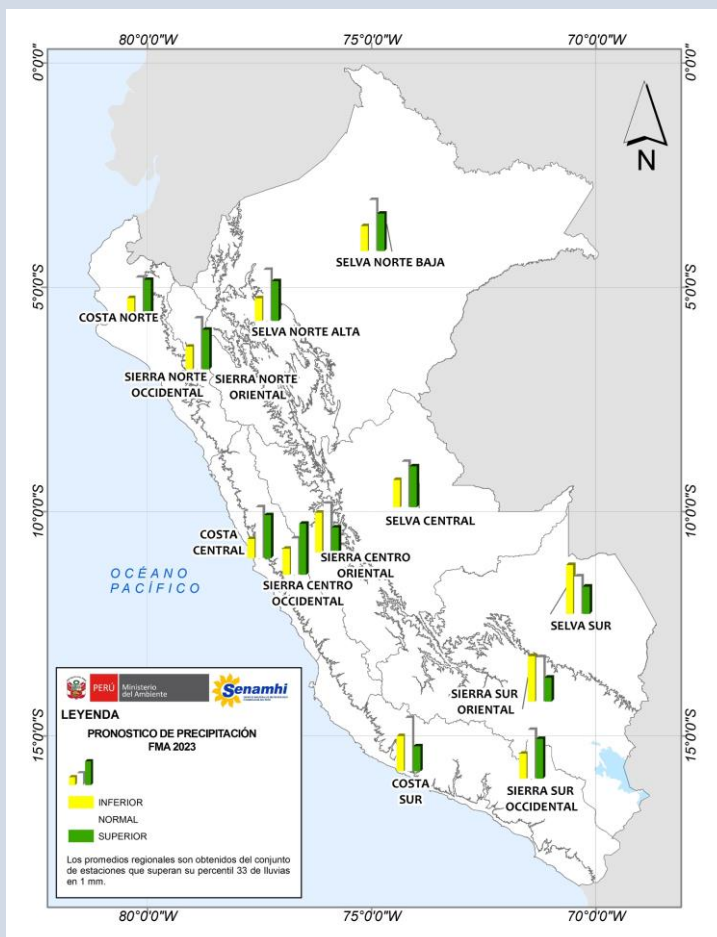 80°0'0"W 75°0'0"W 70°0'0"W
0°0'0" 0°0'0"
N
SELVA NORTE BAJA
5°0'0"S 5°0'0"S
COSTA NORTE
SELVA NORTE ALTA
SIERRA NORTE
OCCIDENTAL
SIERRA NORTE
ORIENTAL
10°0'0"S 10°0'0"S
SELVA CENTRAL
COSTA
CENTRAL
SIERRA CENTRO
ORIENTAL
SIERRA CENTRO
OCCIDENTAL
OCÉANO
PACÍFICO
SELVA SUR
SIERRA SUR
ORIENTAL
15°0'0"S 15°0'0"S
COSTA
SUR
SIERRA SUR
OCCIDENTAL
PERÚ Ministerio
del Ambiente
Senamhi
LEYENDA
PRONOSTICO DE PRECIPITACIÓN
FMA 2023
INFERIOR
NORMAL
SUPERIOR
Los promedios regionales son obtenidos del conjunto
de estaciones que superan su percentil 33 de lluvias
en 1 mm.
80°0'0"W 75°0'0"W 70°0'0"W